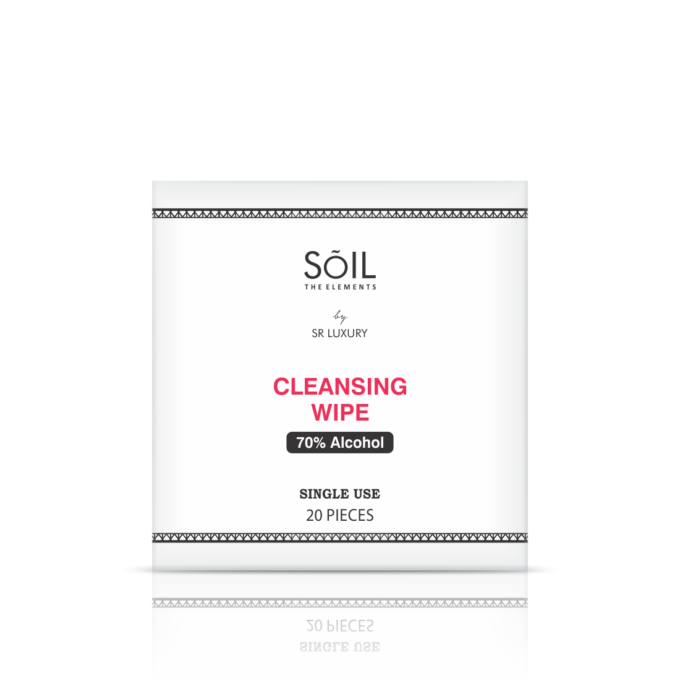 SÕIL
THE ELEMENTS
by
SR LUXURY
CLEANSING
WIPE
70% Alcohol
SINGLE USE
20 PIECES